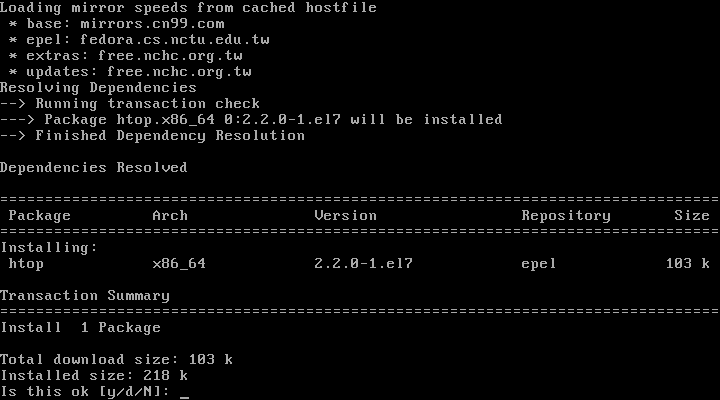 Loading mirror speeds from cached hostfile
 * base: mirrors.cn99.com
 * epel: fedora.cs.nctu.edu.tw
 * extras: free.nchc.org.tw
 * updates: free.nchc.org.tw
Resolving Dependencies
--> Running transaction check
---> Package htop.x86_64 0:2.2.0-1.el7 will be installed
--> Finished Dependency Resolution

Dependencies Resolved

================================================================================
 Package         Arch              Version                Repository       Size
================================================================================
Installing:
 htop            x86_64            2.2.0-1.el7            epel            103 k

Transaction Summary
================================================================================
Install  1 Package

Total download size: 103 k
Installed size: 218 k
Is this ok [y/d/N]: _